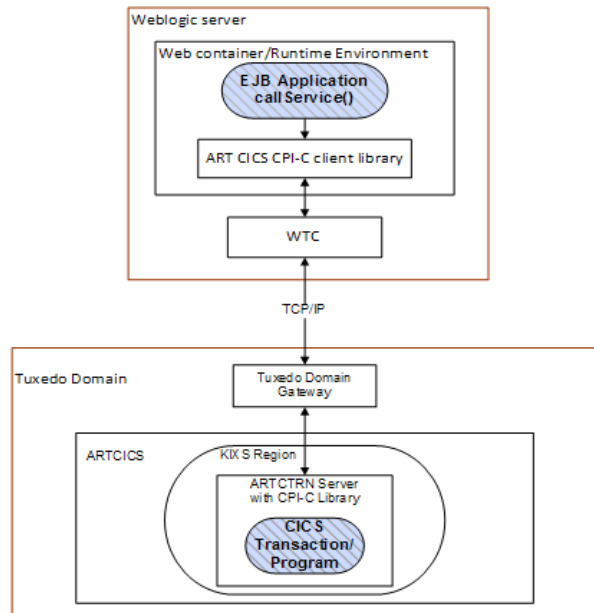 Weblogic server
Web container/Runtime Environment
EJB Application
callService()
ART CICS CPI-C client library
WTC
TCP/IP
Tuxedo Domain
Tuxedo Domain
Gateway
ARTCICS
KIXS Region
ARTCTRN Server
with CPI-C Library
CICS
Transaction/
Program